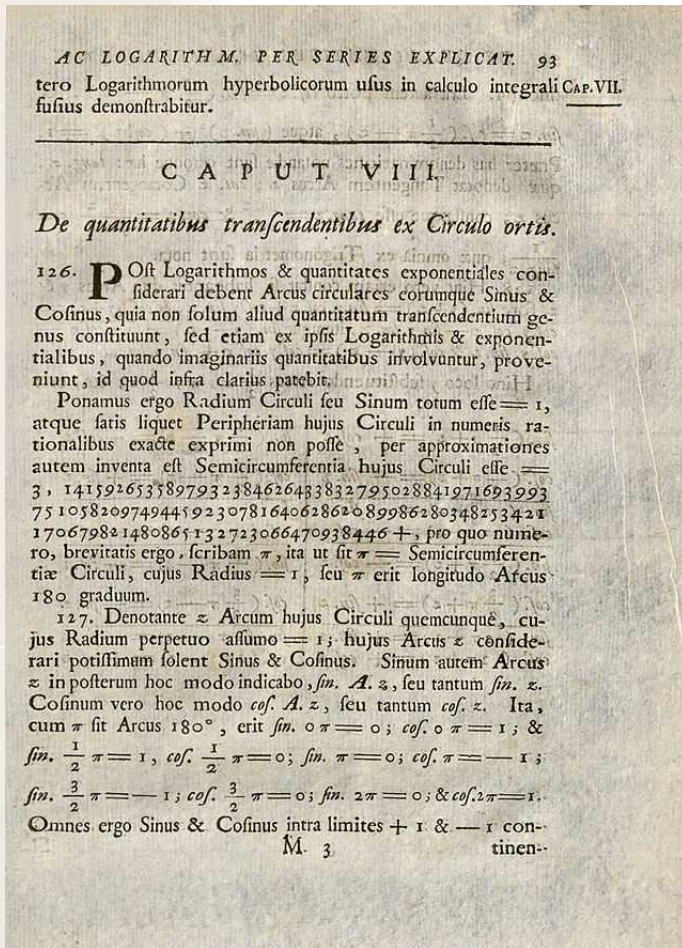 AC LOGARITHM. PER SERIES EXPLICAT. 93
tero Logarithmorum hyperbolicorum uſus in calculo integrali CAP. VII.
fuſius demonſtrabitur.
CAPUT VIII.
De quantitatibus tranſcendentibus ex Circulo ortis.
126. POſt Logarithmos & quantitates exponentiales con-
ſiderari debent Arcus circulares eorumque Sinus &
Coſinus, quia non ſolum aliud quantitatum tranſcendentium ge-
nus conſtituunt, ſed etiam ex ipſis Logarithmis & exponen-
tialibus, quando imaginariis quantitatibus involvuntur, prove-
niunt, id quod infra clarius patebit.
Ponamus ergo Radium Circuli ſeu Sinum totum eſſe = 1,
atque ſatis liquet Peripheriam hujus Circuli in numeris ra-
tionalibus exacte exprimi non poſſe, per approximationes
autem inventa eſt Semicircumferentia hujus Circuli eſſe =
3, 14159265358979323846264338327950288419716939937
7510582097494459230781640628620899862803482534211
1706798214808651327230664709384 46+, pro quo nume-
ro, brevitatis ergo, ſcribam π, ita ut ſit π = Semicircumferen-
tiæ Circuli, cujus Radius = 1, ſeu π erit longitudo Arcus
180 graduum.
127. Denotante z Arcum hujus Circuli quemcunque, cu-
jus Radium perpetuo aſſumo = 1; hujus Arcus z conſide-
rari potiſſimum ſolent Sinus & Coſinus. Sinum autem Arcus
z in poſterum hoc modo indicabo, ſin. A. z, ſeu tantum ſin. z.
Coſinum vero hoc modo coſ. A. z, ſeu tantum coſ. z. Ita,
cum π ſit Arcus 180°, erit ſin. 0 π = 0; coſ. 0 π = 1; &
ſin. 1/2 π = 1, coſ. 1/2 π = 0; ſin. π = 0; coſ. π = — 1;
ſin. 3/2 π = — 1; coſ. 3/2 π = 0; ſin. 2π = 0; & coſ. 2π = 1.
Omnes ergo Sinus & Coſinus intra limites + 1 & — 1 con-
M 3 tinen-